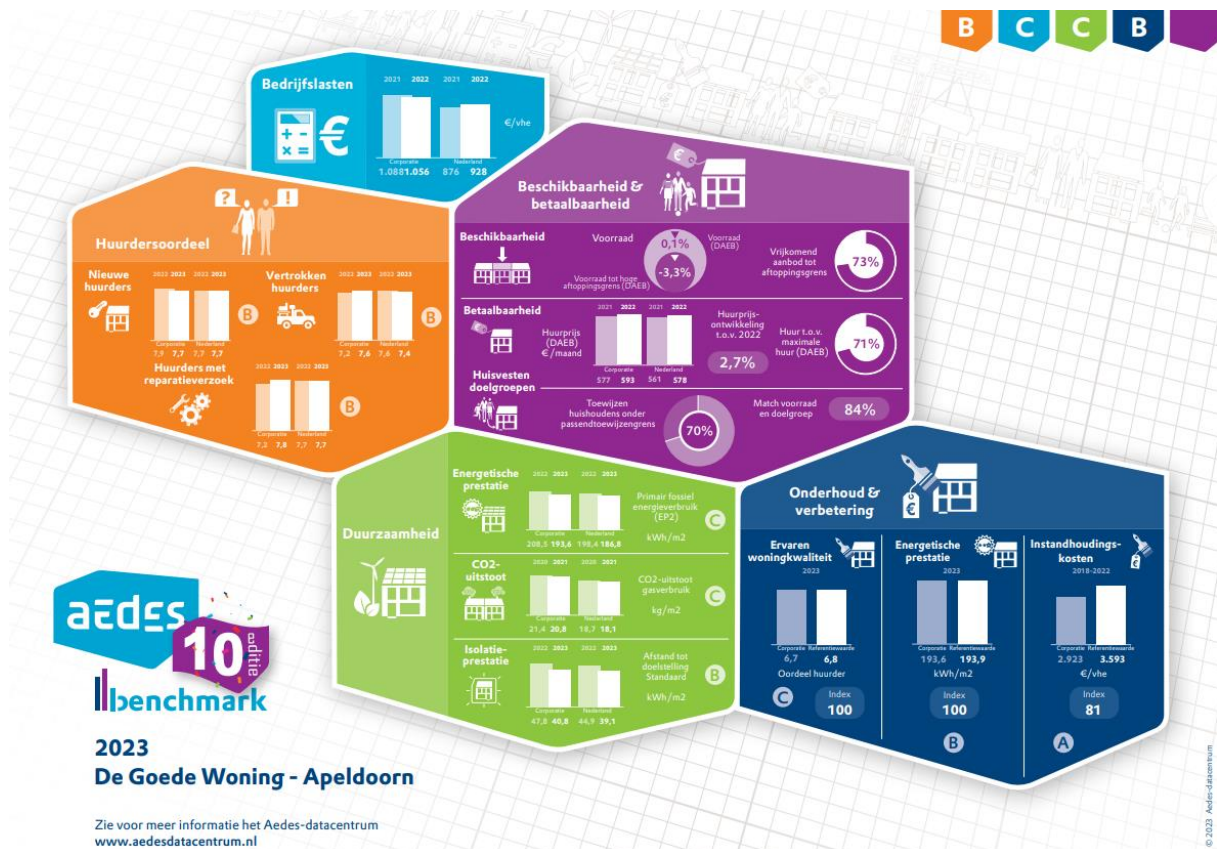 B C C B
Bedrijfslasten
2021 2022 2021 2022
€/vhe
Corporatie Nederland
1.088 1.056 876 928
Huurdersoordeel
Nieuwe
huurders
2022 2023 2022 2023
Corporatie Nederland
7,9 7,7 7,7 7,7
B
Vertrokken
huurders
2022 2023 2022 2023
Corporatie Nederland
7,2 7,6 7,6 7,4
B
Huurders met
reparatieverzoek
2022 2023 2022 2023
Corporatie Nederland
7,2 7,8 7,7 7,7
B
Beschikbaarheid &
betaalbaarheid
Beschikbaarheid
Voorraad
0,1%
Voorraad
(DAEB)
-3,3%
Voorraad tot hoge
aftoppingsgrens (DAEB)
Vrijkomend
aanbod tot
aftoppingsgrens
73%
Betaalbaarheid
Huurprijs
(DAEB)
€/maand
2021 2022 2021 2022
Corporatie Nederland
577 593 561 578
Huurprijs-
ontwikkeling
t.o.v. 2022
2,7%
Huur t.o.v.
maximale
huur (DAEB)
71%
Huisvesten
doelgroepen
Toewijzen
huishoudens onder
passendtoewijzengrens
70%
Match voorraad
en doelgroep
84%
Duurzaamheid
Energetische
prestatie
2022 2023 2022 2023
Corporatie Nederland
208,5 193,6 198,4 186,8
Primair fossiel
energieverbruik
(EP2)
kWh/m2
C
CO2-
uitstoot
2020 2021 2020 2021
Corporatie Nederland
21,4 20,8 18,7 18,1
CO2-uitstoot
gasverbruik
kg/m2
C
Isolatie-
prestatie
2022 2023 2022 2023
Corporatie Nederland
47,8 40,8 44,9 39,1
Afstand tot
doelstelling
Standaard
kWh/m2
B
Onderhoud &
verbetering
Ervaren
woningkwaliteit
2023
Corporatie Referentiewaarde
6,7 6,8
Oordeel huurder
C
Index
100
Energetische
prestatie
2023
Corporatie Referentiewaarde
193,6 193,9
kWh/m2
Index
100
B
Instandhoudings-
kosten
2018-2022
Corporatie Referentiewaarde
2.923 3.593
€/vhe
Index
81
A
aedes
10 editie
benchmark
2023
De Goede Woning - Apeldoorn
Zie voor meer informatie het Aedes-datacentrum
www.aedesdatacentrum.nl
© 2023 Aedes-datacentrum